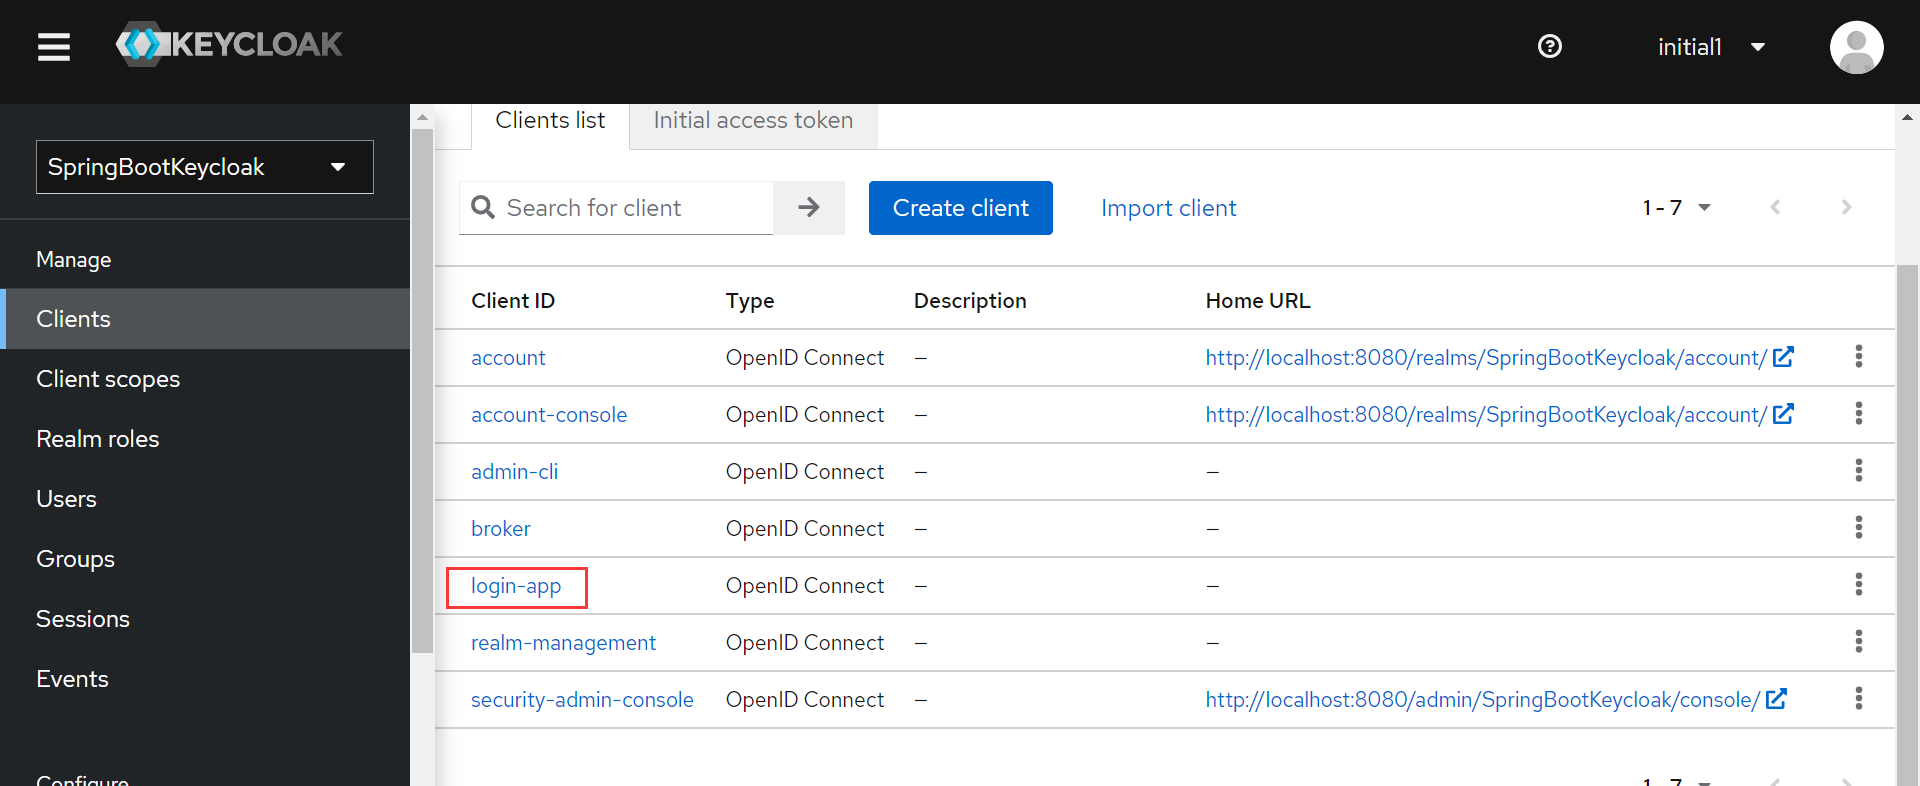 KEYCLOAK
initial1
SpringBootKeycloak
Manage
Clients
Client scopes
Realm roles
Users
Groups
Sessions
Events
Configure
Clients list
Initial access token
Search for client
Create client
Import client
1 - 7
Client ID Type Description Home URL
account OpenID Connect – http://localhost:8080/realms/SpringBootKeycloak/account/
account-console OpenID Connect – http://localhost:8080/realms/SpringBootKeycloak/account/
admin-cli OpenID Connect – –
broker OpenID Connect – –
login-app OpenID Connect – –
realm-management OpenID Connect – –
security-admin-console OpenID Connect – http://localhost:8080/admin/SpringBootKeycloak/console/
1 - 7